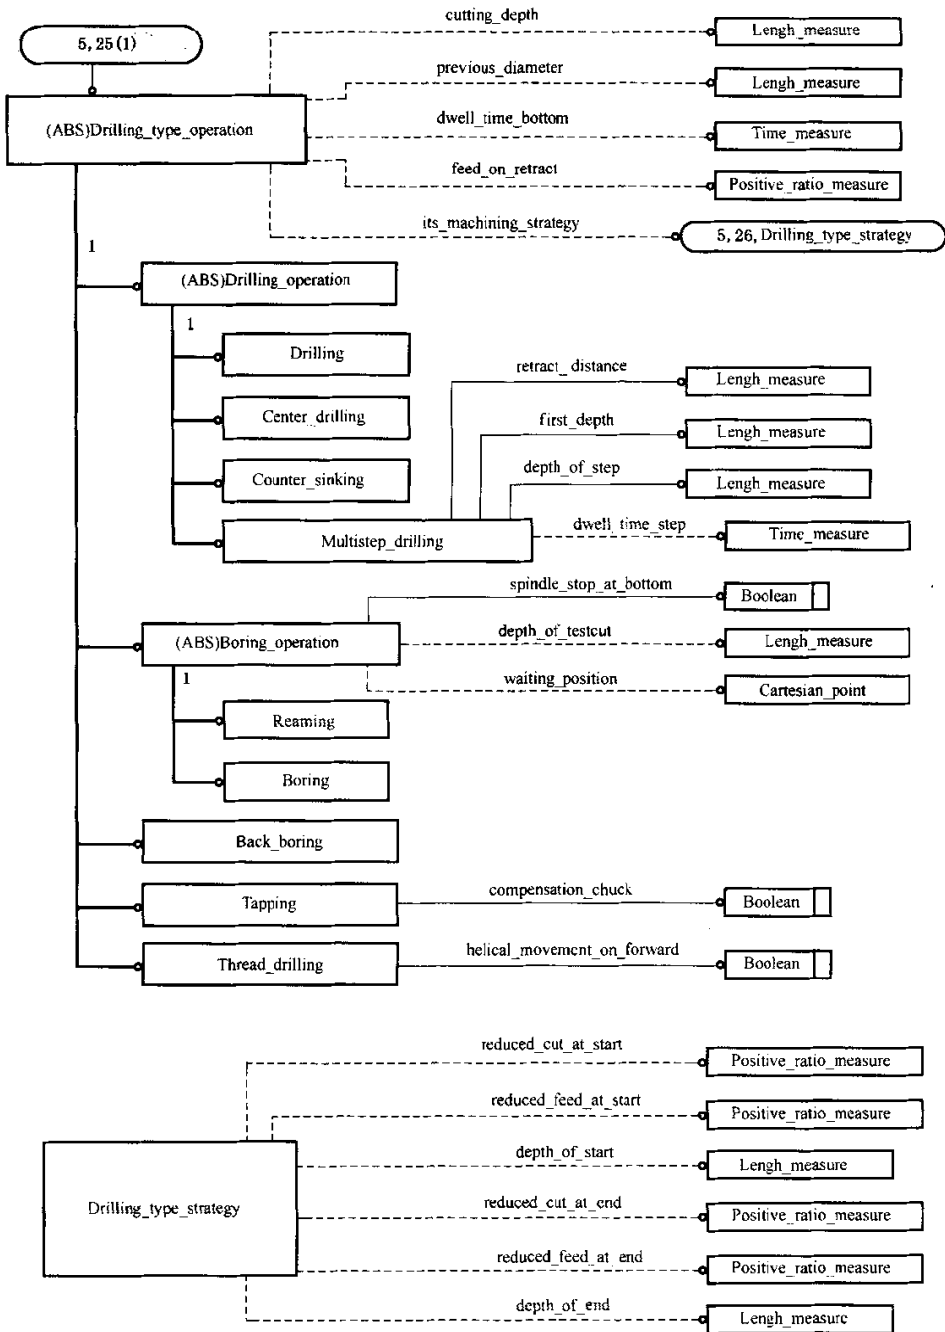 cutting_depth
5, 25(1)
Lengh_measure
previous_diameter
Lengh_measure
(ABS)Drilling_type_operation
dwell_time_bottom
Time_measure
feed_on_retract
Positive_ratio_measure
its_machining_strategy
5, 26, Drilling_type_strategy
1
(ABS)Drilling_operation
1
Drilling
retract_distance
Lengh_measure
Center_drilling
first_depth
Lengh_measure
Counter_sinking
depth_of_step
Lengh_measure
Multistep_drilling
dwell_time_step
Time_measure
spindle_stop_at_bottom
Boolean
(ABS)Boring_operation
depth_of_testcut
Lengh_measure
1
waiting_position
Cartesian_point
Reaming
Boring
Back_boring
Tapping
compensation_chuck
Boolean
Thread_drilling
helical_movement_on_forward
Boolean
reduced_cut_at_start
Positive_ratio_measure
reduced_feed_at_start
Positive_ratio_measure
depth_of_start
Lengh_measure
Drilling_type_strategy
reduced_cut_at_end
Positive_ratio_measure
reduced_feed_at_end
Positive_ratio_measure
depth_of_end
Lengh_measure